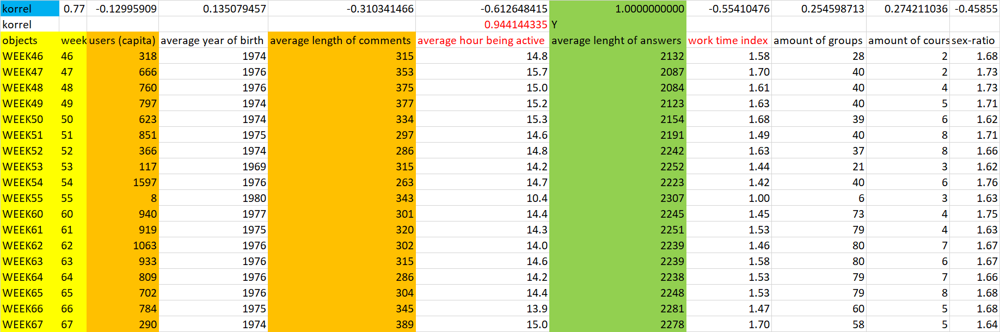 korrel 0.77 -0.12995909 0.135079457 -0.310341466 -0.612648415 1.0000000000 -0.55410476 0.254598713 0.274211036 -0.45855
korrel 0.944144335 Y
objects week users (capita) average year of birth average length of comments average hour being active average lenght of answers work time index amount of groups amount of cours sex-ratio
WEEK46 46 318 1974 315 14.8 2132 1.58 28 2 1.68
WEEK47 47 666 1976 353 15.7 2087 1.70 40 2 1.73
WEEK48 48 760 1976 375 15.0 2084 1.61 40 4 1.73
WEEK49 49 797 1974 377 15.2 2123 1.63 40 5 1.71
WEEK50 50 623 1974 334 15.3 2154 1.68 39 6 1.62
WEEK51 51 851 1975 297 14.6 2191 1.49 40 8 1.71
WEEK52 52 366 1974 286 14.8 2242 1.63 37 8 1.66
WEEK53 53 117 1969 315 14.2 2252 1.44 21 3 1.62
WEEK54 54 1597 1976 263 14.7 2223 1.42 40 6 1.76
WEEK55 55 8 1980 343 10.4 2307 1.00 6 3 1.63
WEEK60 60 940 1977 301 14.4 2245 1.45 73 4 1.75
WEEK61 61 919 1975 320 14.3 2251 1.53 79 4 1.63
WEEK62 62 1063 1976 302 14.0 2239 1.46 80 7 1.67
WEEK63 63 933 1976 315 14.6 2239 1.58 80 6 1.67
WEEK64 64 809 1976 286 14.2 2238 1.53 79 7 1.66
WEEK65 65 702 1976 304 14.4 2248 1.53 79 8 1.68
WEEK66 66 784 1975 345 13.9 2281 1.47 60 5 1.68
WEEK67 67 290 1974 389 15.0 2278 1.70 58 5 1.64